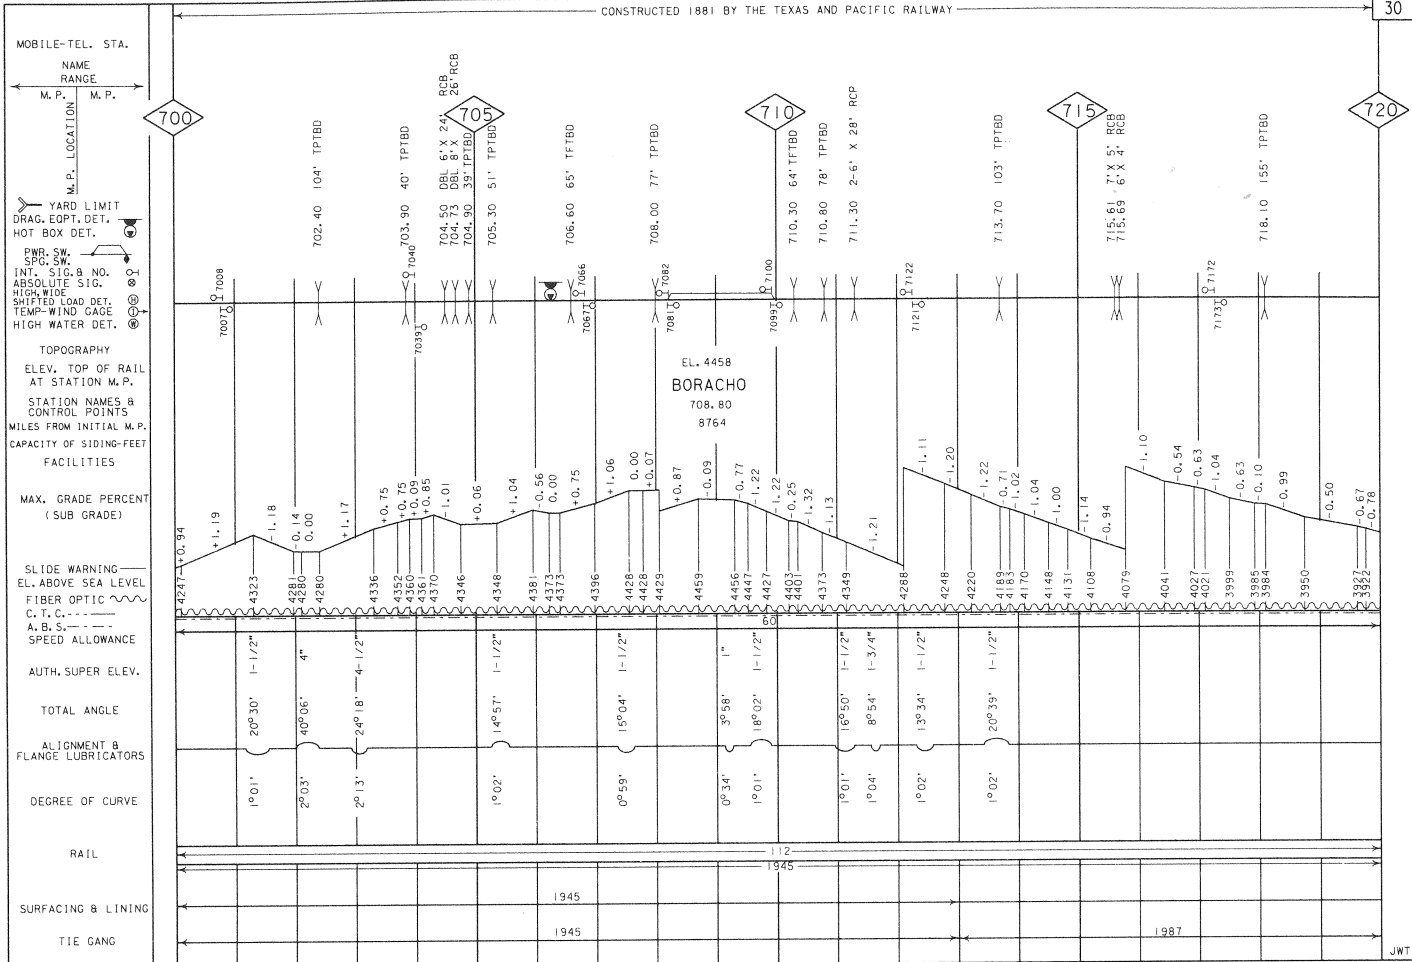 CONSTRUCTED 1881 BY THE TEXAS AND PACIFIC RAILWAY
30
MOBILE-TEL. STA.
NAME
RANGE
M.P. M.P.
M.P. LOCATION
700
705
710
715
720
702.40 104' TPTBD
703.90 40' TPTBD
704.50 DBL 6' X 24' RCB
704.73 DBL 8' X 26' RCB
704.90 39' TPTBD
705.30 51' TPTBD
706.60 65' TFTBD
708.00 77' TPTBD
710.30 64' TFTBD
710.80 78' TPTBD
711.30 2-6' X 28' RCP
713.70 103' TPTBD
715.61 7' X 5' RCB
715.69 6' X 4' RCB
718.10 155' TPTBD
YARD LIMIT
DRAG. EQPT. DET.
HOT BOX DET.
PWR. SW.
SPG. SW.
INT. SIG. & NO.
ABSOLUTE SIG.
HIGH, WIDE
SHIFTED LOAD DET. H
TEMP-WIND GAGE T
HIGH WATER DET. W
7008 7040 7066 7082 7100 7122 7172
7007 7039 7067 7081 7099 7121 7173
TOPOGRAPHY
ELEV. TOP OF RAIL
AT STATION M.P.
STATION NAMES &
CONTROL POINTS
MILES FROM INITIAL M.P.
CAPACITY OF SIDING-FEET
FACILITIES
EL. 4458
BORACHO
708.80
8764
MAX. GRADE PERCENT
(SUB GRADE)
+0.94 +1.19 -1.18 -0.14 0.00 +1.17 +0.75 +0.75 +0.09 +0.85 -1.01 +0.06 +1.04 -0.56 0.00 +0.75 +1.06 0.00 +0.07 +0.87 -0.09 -0.77 -1.22 -1.22 -0.25 -1.32 -1.13 -1.21 -1.11 -1.20 -1.22 -0.71 -1.02 -1.04 -1.00 -1.14 -0.94 -1.10 -0.54 -0.63 -1.04 -0.63 -0.10 -0.99 -0.50 -0.67 -0.78
SLIDE WARNING
EL. ABOVE SEA LEVEL
4247 4323 4281 4280 4280 4336 4352 4360 4361 4370 4346 4348 4381 4373 4373 4396 4428 4428 4429 4459 4456 4447 4427 4403 4401 4373 4349 4288 4248 4220 4189 4183 4170 4148 4131 4108 4079 4041 4027 4021 3999 3985 3984 3950 3927 3922
FIBER OPTIC
C.T.C.
A.B.S.
SPEED ALLOWANCE
60
AUTH. SUPER ELEV.
1-1/2" 4" 4-1/2" 1-1/2" 1-1/2" 1" 1-1/2" 1-1/2" 1-3/4" 1-1/2" 1-1/2"
TOTAL ANGLE
20°30' 40°06' 24°18' 14°57' 15°04' 3°58' 18°02' 16°50' 8°54' 13°34' 20°39'
ALIGNMENT &
FLANGE LUBRICATORS
DEGREE OF CURVE
1°01' 2°03' 2°13' 1°02' 0°59' 0°34' 1°01' 1°01' 1°04' 1°02' 1°02'
RAIL
112
1945
SURFACING & LINING
1945
TIE GANG
1945
1987
JWT